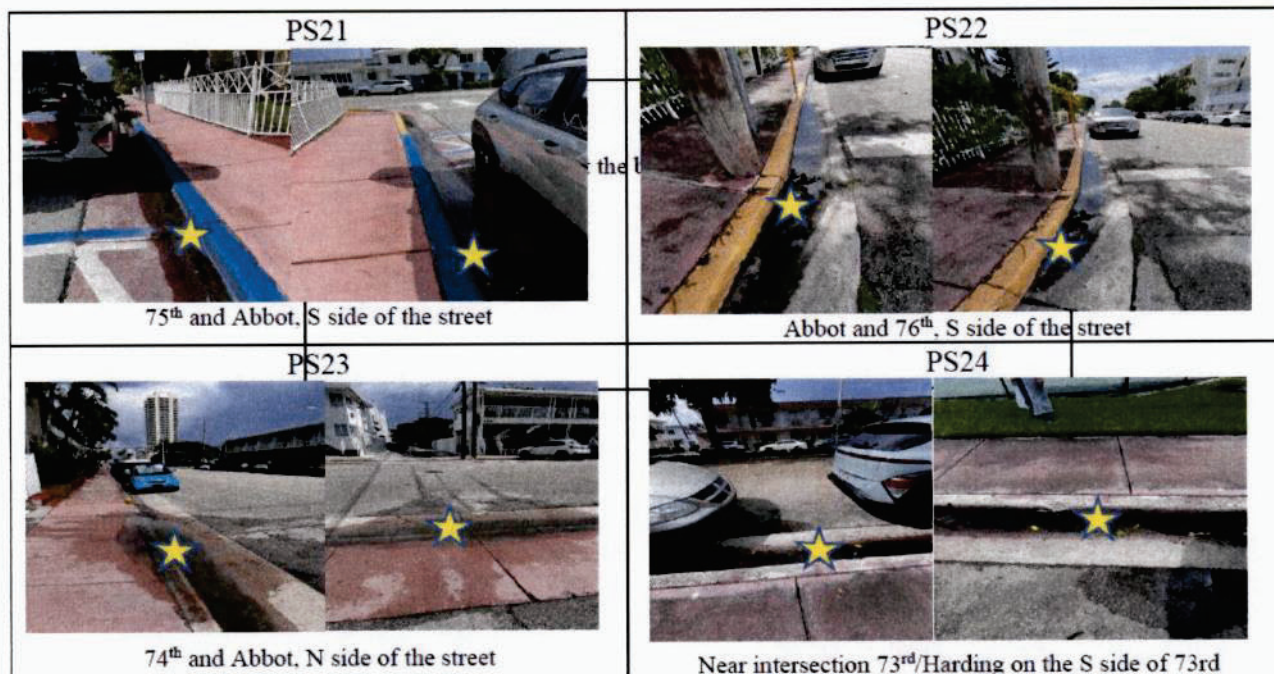 PS21
PS22
t the b
75th and Abbot, S side of the street
Abbot and 76th, S side of the street
PS23
PS24
74th and Abbot, N side of the street
Near intersection 73rd/Harding on the S side of 73rd